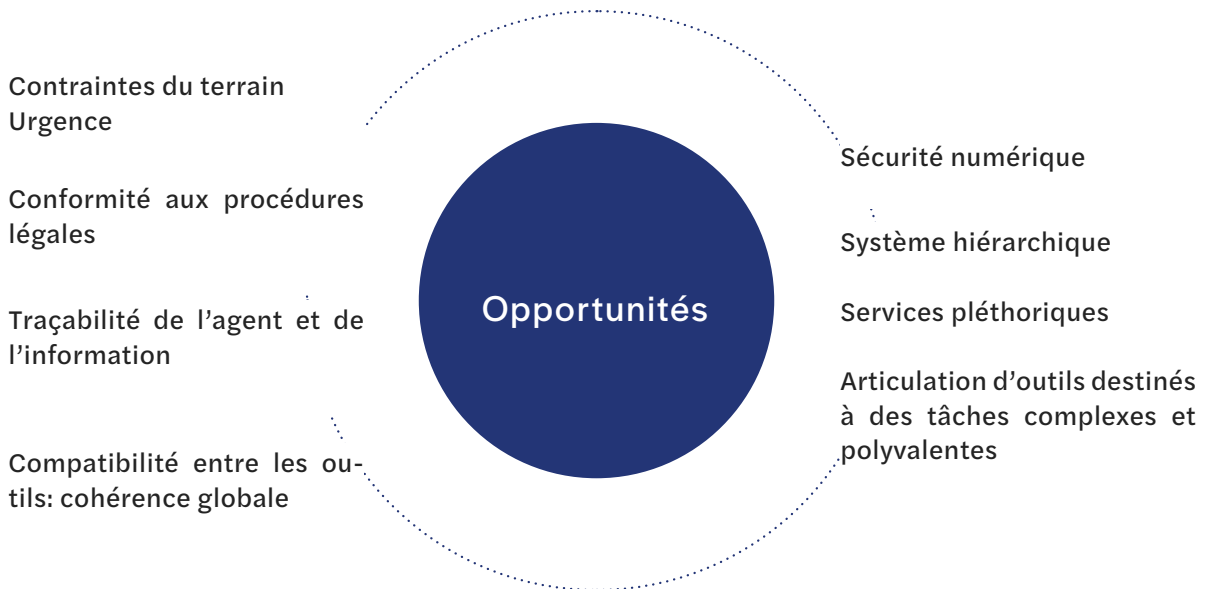 Contraintes du terrain
Urgence
Conformité aux procédures
légales
Traçabilité de l’agent et de
l’information
Compatibilité entre les ou-
tils: cohérence globale
Opportunités
Sécurité numérique
Système hiérarchique
Services pléthoriques
Articulation d’outils destinés
à des tâches complexes et
polyvalentes